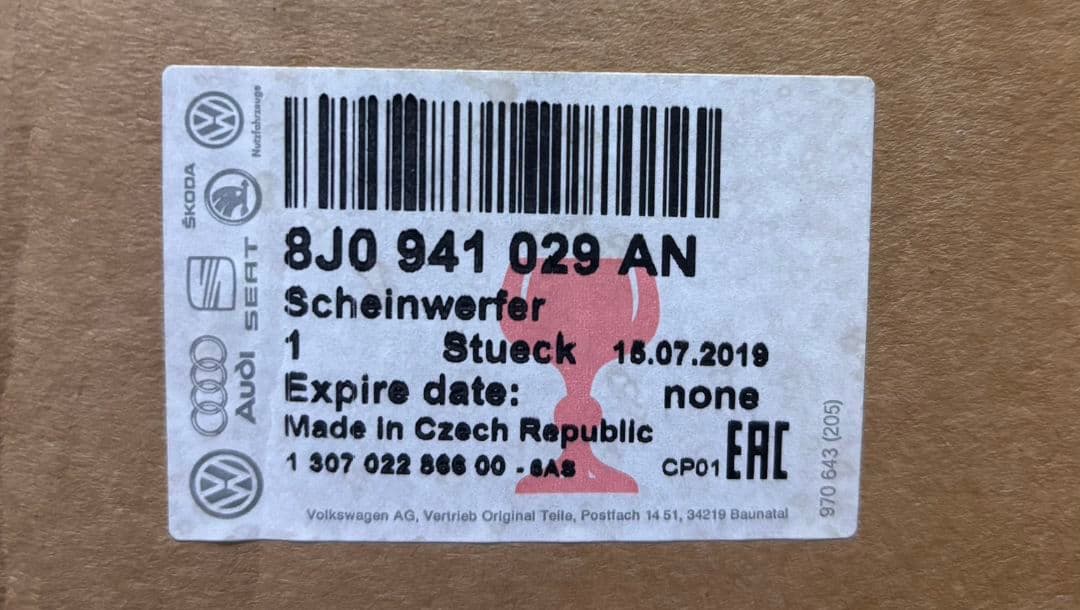 Nutzfahrzeuge
ŠKODA
SEAT
Audi
8J0 941 029 AN
Scheinwerfer
1 Stueck 15.07.2019
Expire date: none
Made in Czech Republic
1 307 022 866 00 - 6AS CP01 EAC
Volkswagen AG, Vertrieb Original Teile, Postfach 14 51, 34219 Baunatal
970 643 (205)